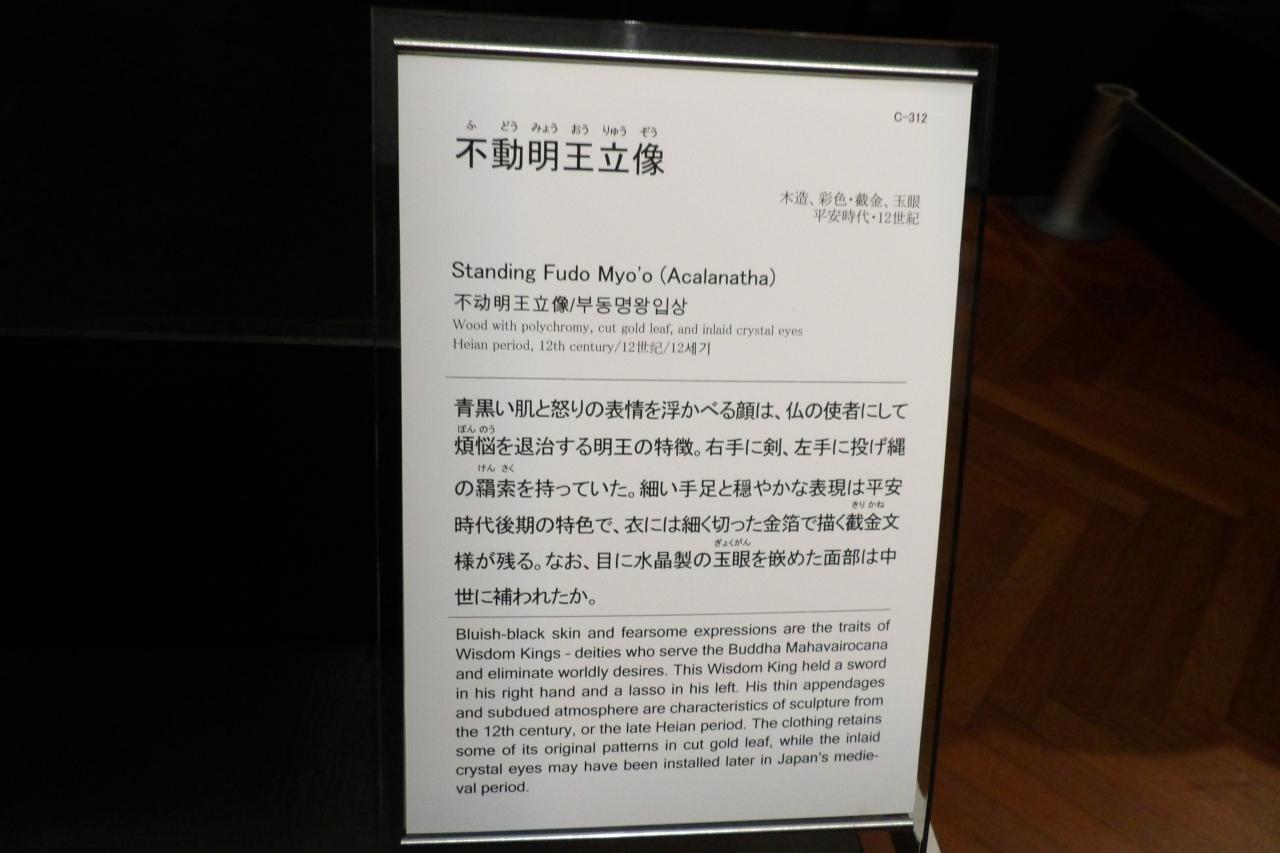 C-312
ふ どう みょう おう りゅう ぞう
不動明王立像
木造、彩色・截金、玉眼
平安時代・12世紀
Standing Fudo Myo'o (Acalanatha)
不动明王立像/부동명왕입상
Wood with polychromy, cut gold leaf, and inlaid crystal eyes
Heian period, 12th century/12世纪/12세기
青黒い肌と怒りの表情を浮かべる顔は、仏の使者にして
ぼん のう
煩悩を退治する明王の特徴。右手に剣、左手に投げ縄
けん さく
の羂索を持っていた。細い手足と穏やかな表現は平安
きり かね
時代後期の特色で、衣には細く切った金箔で描く截金文
ぎょくがん
様が残る。なお、目に水晶製の玉眼を嵌めた面部は中
世に補われたか。
Bluish-black skin and fearsome expressions are the traits of
Wisdom Kings - deities who serve the Buddha Mahavairocana
and eliminate worldly desires. This Wisdom King held a sword
in his right hand and a lasso in his left. His thin appendages
and subdued atmosphere are characteristics of sculpture from
the 12th century, or the late Heian period. The clothing retains
some of its original patterns in cut gold leaf, while the inlaid
crystal eyes may have been installed later in Japan's medie-
val period.